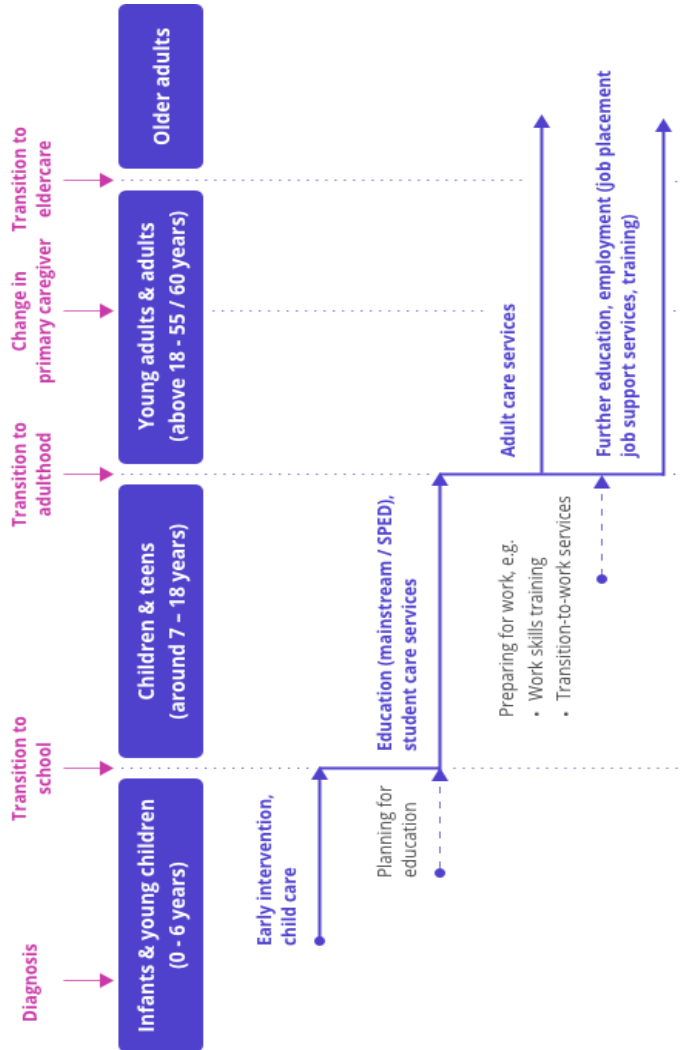 Diagnosis
Transition to
school
Transition to
adulthood
Change in
primary caregiver
Transition to
eldercare
Infants & young children
(0 - 6 years)
Children & teens
(around 7 – 18 years)
Young adults & adults
(above 18 - 55 / 60 years)
Older adults
Early intervention,
child care
Planning for
education
Education (mainstream / SPED),
student care services
Preparing for work, e.g.
• Work skills training
• Transition-to-work services
Adult care services
Further education, employment (job placement
job support services, training)